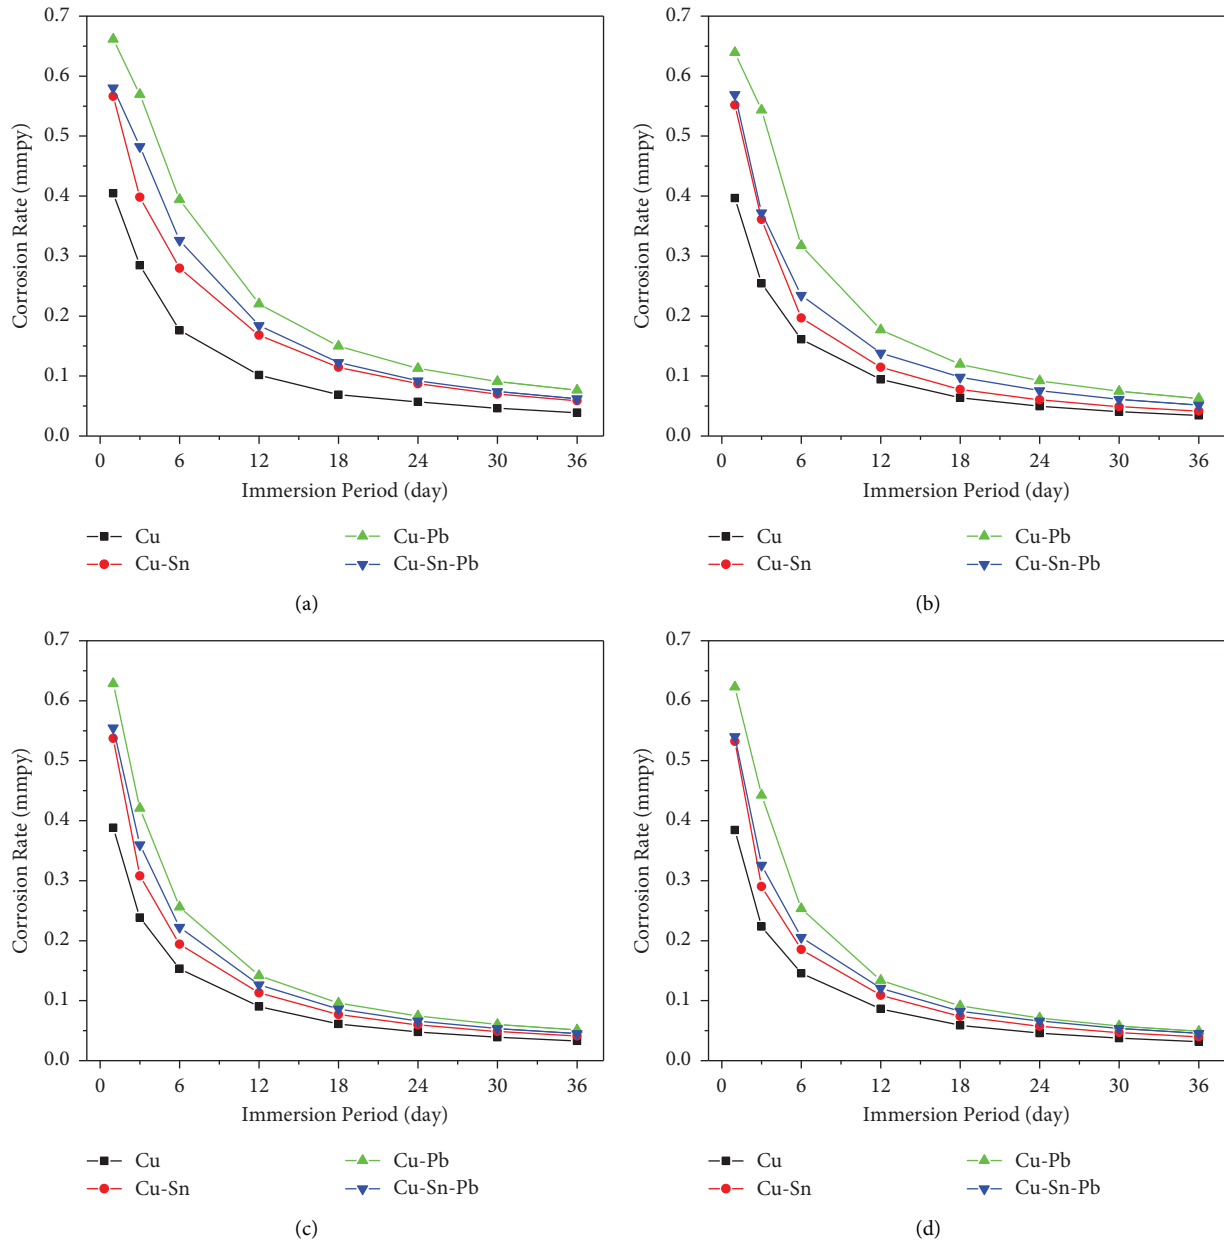 0.7
0.6
0.5
0.4
0.3
0.2
0.1
0.0
Corrosion Rate (mmpy)
0 6 12 18 24 30 36
Immersion Period (day)
Cu Cu-Pb
Cu-Sn Cu-Sn-Pb
(a)
0.7
0.6
0.5
0.4
0.3
0.2
0.1
0.0
Corrosion Rate (mmpy)
0 6 12 18 24 30 36
Immersion Period (day)
Cu Cu-Pb
Cu-Sn Cu-Sn-Pb
(b)
0.7
0.6
0.5
0.4
0.3
0.2
0.1
0.0
Corrosion Rate (mmpy)
0 6 12 18 24 30 36
Immersion Period (day)
Cu Cu-Pb
Cu-Sn Cu-Sn-Pb
(c)
0.7
0.6
0.5
0.4
0.3
0.2
0.1
0.0
Corrosion Rate (mmpy)
0 6 12 18 24 30 36
Immersion Period (day)
Cu Cu-Pb
Cu-Sn Cu-Sn-Pb
(d)